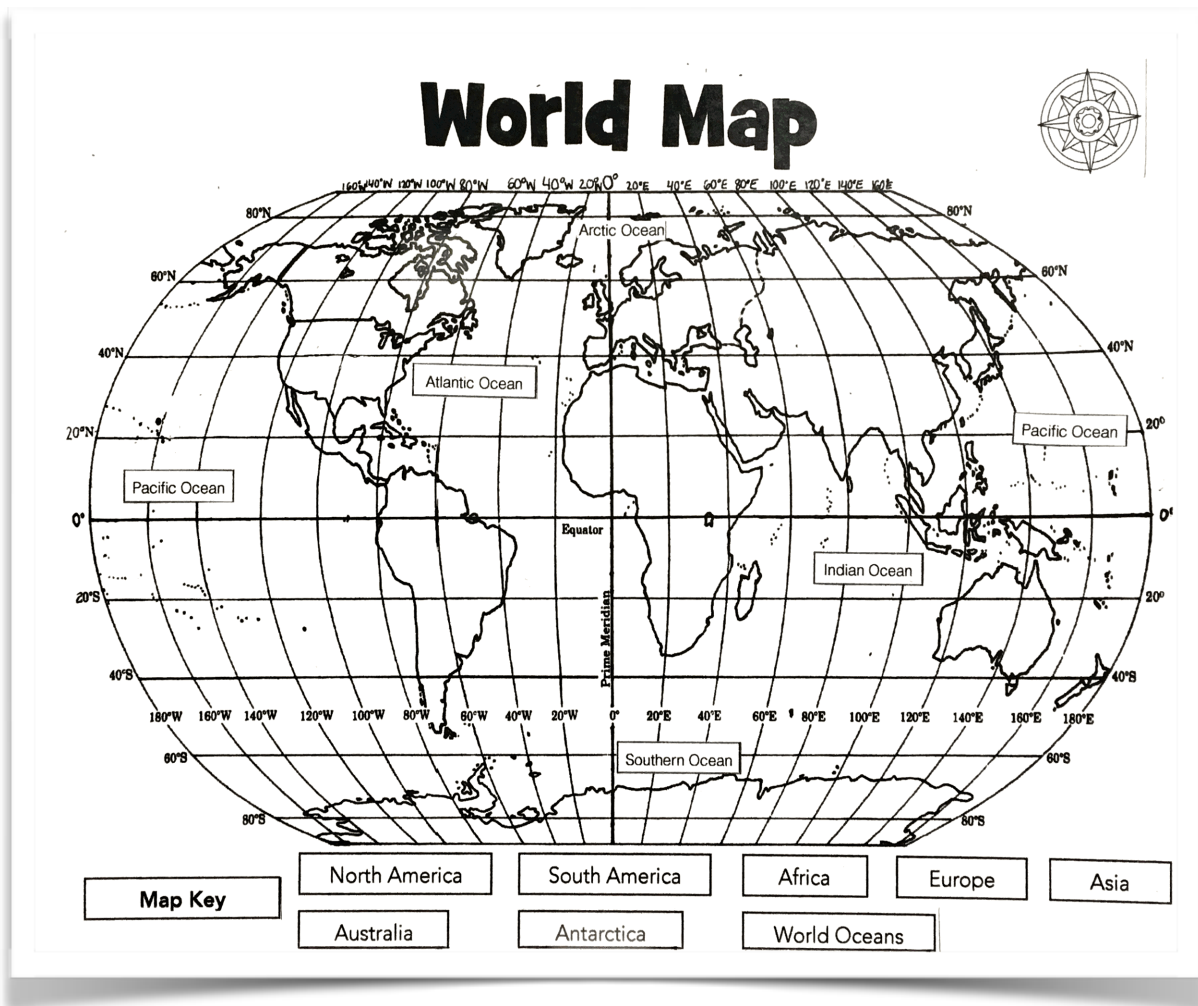 World Map
160°W 140°W 120°W 100°W 80°W 60°W 40°W 20°W 0° 20°E 40°E 60°E 80°E 100°E 120°E 140°E 160°E
80°N 80°N
Arctic Ocean
60°N 60°N
40°N 40°N
Atlantic Ocean
20°N 20°
Pacific Ocean
Pacific Ocean
0° 0°
Equator
Indian Ocean
20°S 20°
Prime Meridian
40°S 40°S
180°W 160°W 140°W 120°W 100°W 80°W 60°W 40°W 20°W 0° 20°E 40°E 60°E 80°E 100°E 120°E 140°E 160°E 180°E
60°S 60°S
Southern Ocean
80°S 80°S
Map Key
North America
South America
Africa
Europe
Asia
Australia
Antarctica
World Oceans